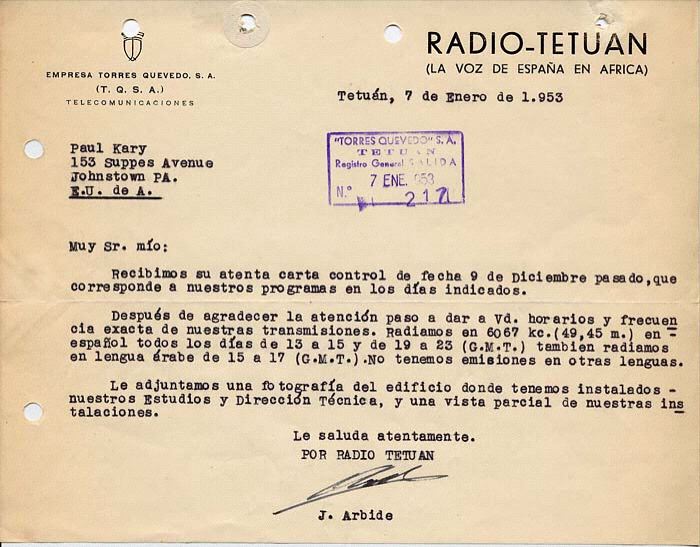 EMPRESA TORRES QUEVEDO, S. A.
(T. Q. S. A.)
TELECOMUNICACIONES
RADIO-TETUAN
(LA VOZ DE ESPAÑA EN AFRICA)
Tetuán, 7 de Enero de 1.953
Paul Kary
153 Suppes Avenue
Johnstown PA.
E.U. de A.
"TORRES QUEVEDO" S. A.
TETUAN
Registro General SALIDA
7 ENE. 953
N.º 217
Muy Sr. mío:
Recibimos su atenta carta control de fecha 9 de Diciembre pasado,que
corresponde a nuestros programas en los días indicados.
Después de agradecer la atención paso a dar a Vd. horarios y frecuen
cia exacta de nuestras transmisiones. Radiamos en 6067 kc.(49,45 m.) en -
español todos los días de 13 a 15 y de 19 a 23 (G.M.T.) tambien radiamos
en lengua árabe de 15 a 17 (G.M.T.).No tenemos emisiones en otras lenguas.
Le adjuntamos una fotografía del edificio donde tenemos instalados -
nuestros Estudios y Dirección Técnica, y una vista parcial de nuestras ins
talaciones.
Le saluda atentamente.
POR RADIO TETUAN
J. Arbide